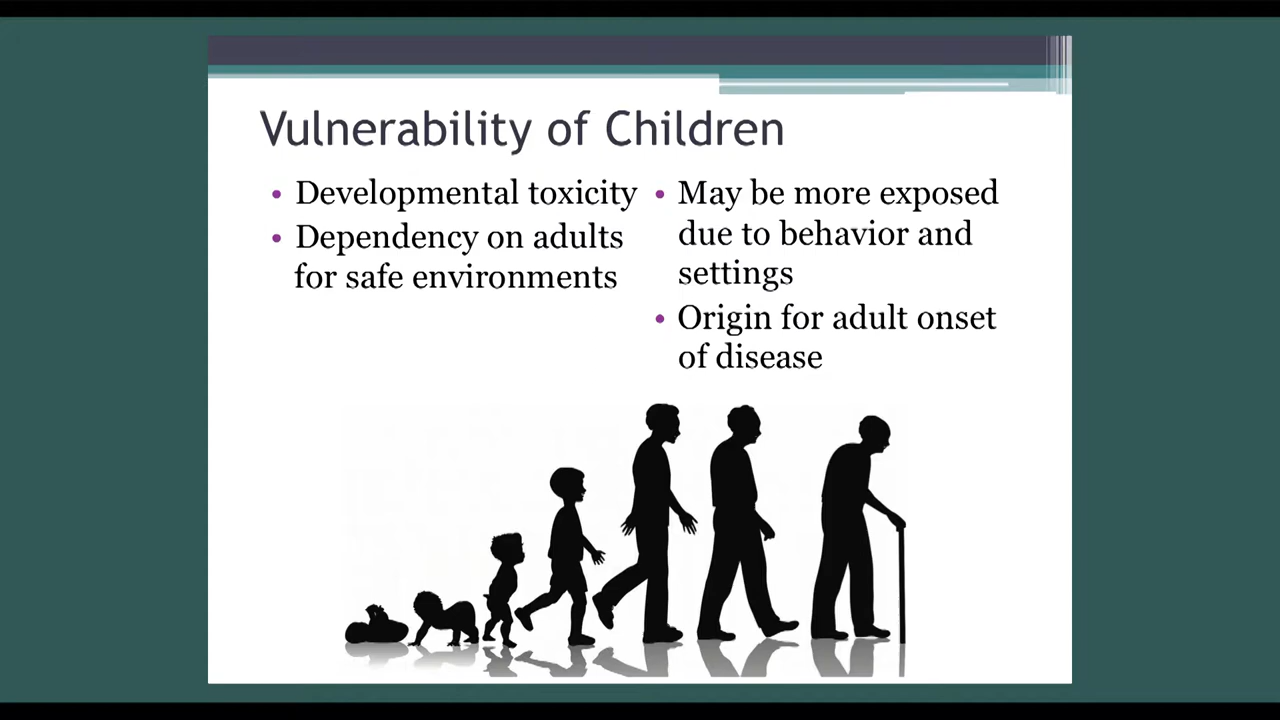 Vulnerability of Children
• Developmental toxicity
• Dependency on adults
for safe environments
• May be more exposed
due to behavior and
settings
• Origin for adult onset
of disease